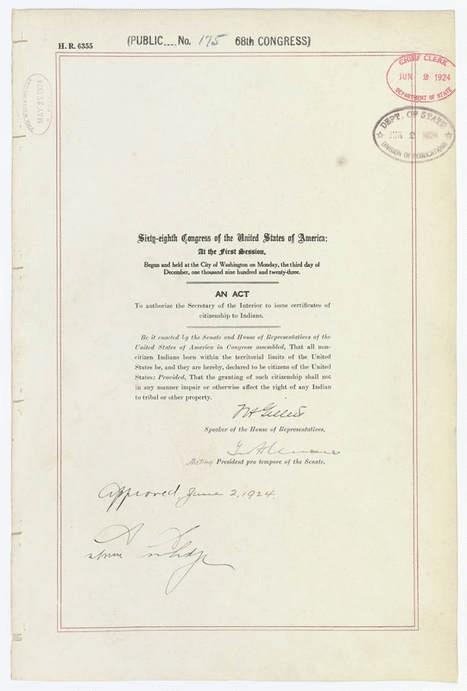 H. R. 6355
(PUBLIC....No. 175 68th CONGRESS)
CHIEF CLERK
JUN 2 1924
DEPARTMENT OF STATE
DEPT. OF STATE
JUN 2 1924
DIVISION OF PUBLICATIONS
MAY 23 1924
Sixty-eighth Congress of the United States of America;
At the First Session,
Begun and held at the City of Washington on Monday, the third day of
December, one thousand nine hundred and twenty-three.
AN ACT
To authorize the Secretary of the Interior to issue certificates of
citizenship to Indians.
Be it enacted by the Senate and House of Representatives of the
United States of America in Congress assembled, That all non-
citizen Indians born within the territorial limits of the United
States be, and they are hereby, declared to be citizens of the United
States: Provided, That the granting of such citizenship shall not
in any manner impair or otherwise affect the right of any Indian
to tribal or other property.
F H Gillett
Speaker of the House of Representatives.
Acting President pro tempore of the Senate.
Approved, June 2, 1924.